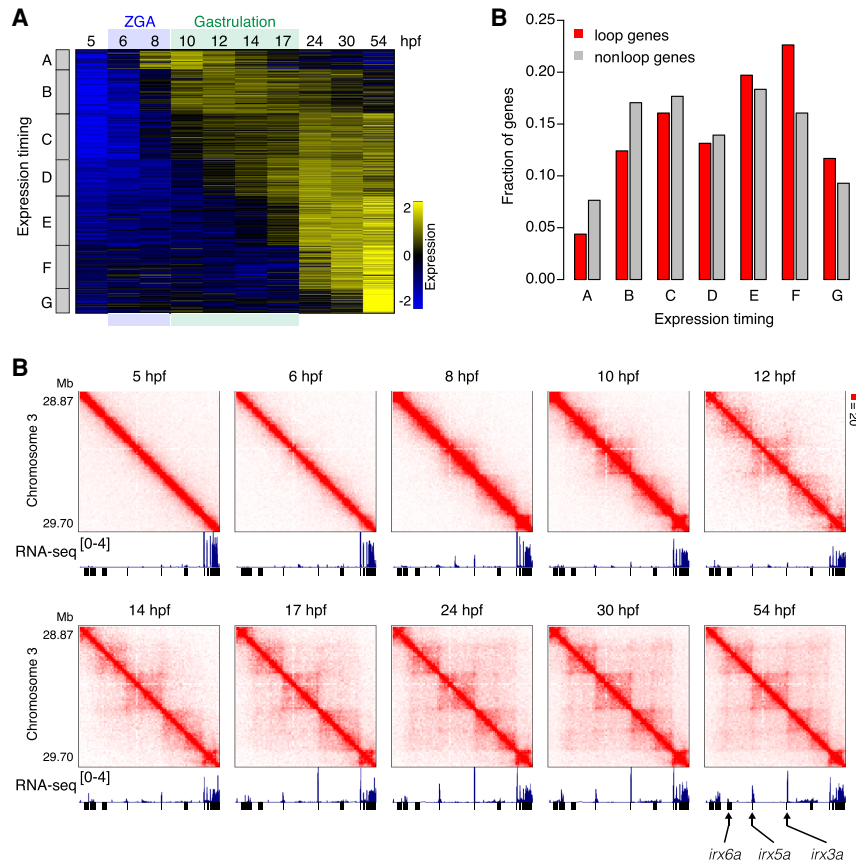 A
ZGA
Gastrulation
5 6 8 10 12 14 17 24 30 54 hpf
A
B
C
D
E
F
G
Expression timing
2
0
-2
Expression
B
loop genes
nonloop genes
0.25
0.20
0.15
0.10
0.05
0.00
Fraction of genes
A B C D E F G
Expression timing
B
Mb
5 hpf 6 hpf 8 hpf 10 hpf 12 hpf
28.87
Chromosome 3
29.70
= 20
RNA-seq [0-4]
14 hpf 17 hpf 24 hpf 30 hpf 54 hpf
Mb
28.87
Chromosome 3
29.70
RNA-seq [0-4]
irx6a irx5a irx3a